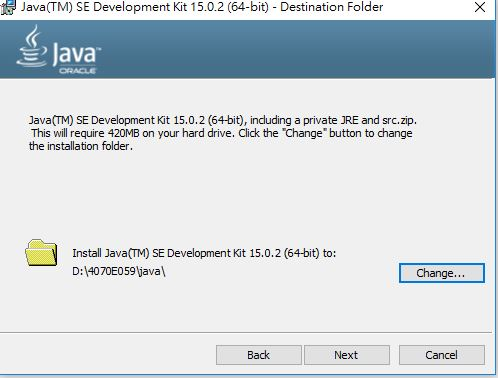 Java(TM) SE Development Kit 15.0.2 (64-bit) - Destination Folder
Java
ORACLE
Java(TM) SE Development Kit 15.0.2 (64-bit), including a private JRE and src.zip.
This will require 420MB on your hard drive. Click the "Change" button to change
the installation folder.
Install Java(TM) SE Development Kit 15.0.2 (64-bit) to:
D:\4070E059\java\
Change...
Back
Next
Cancel